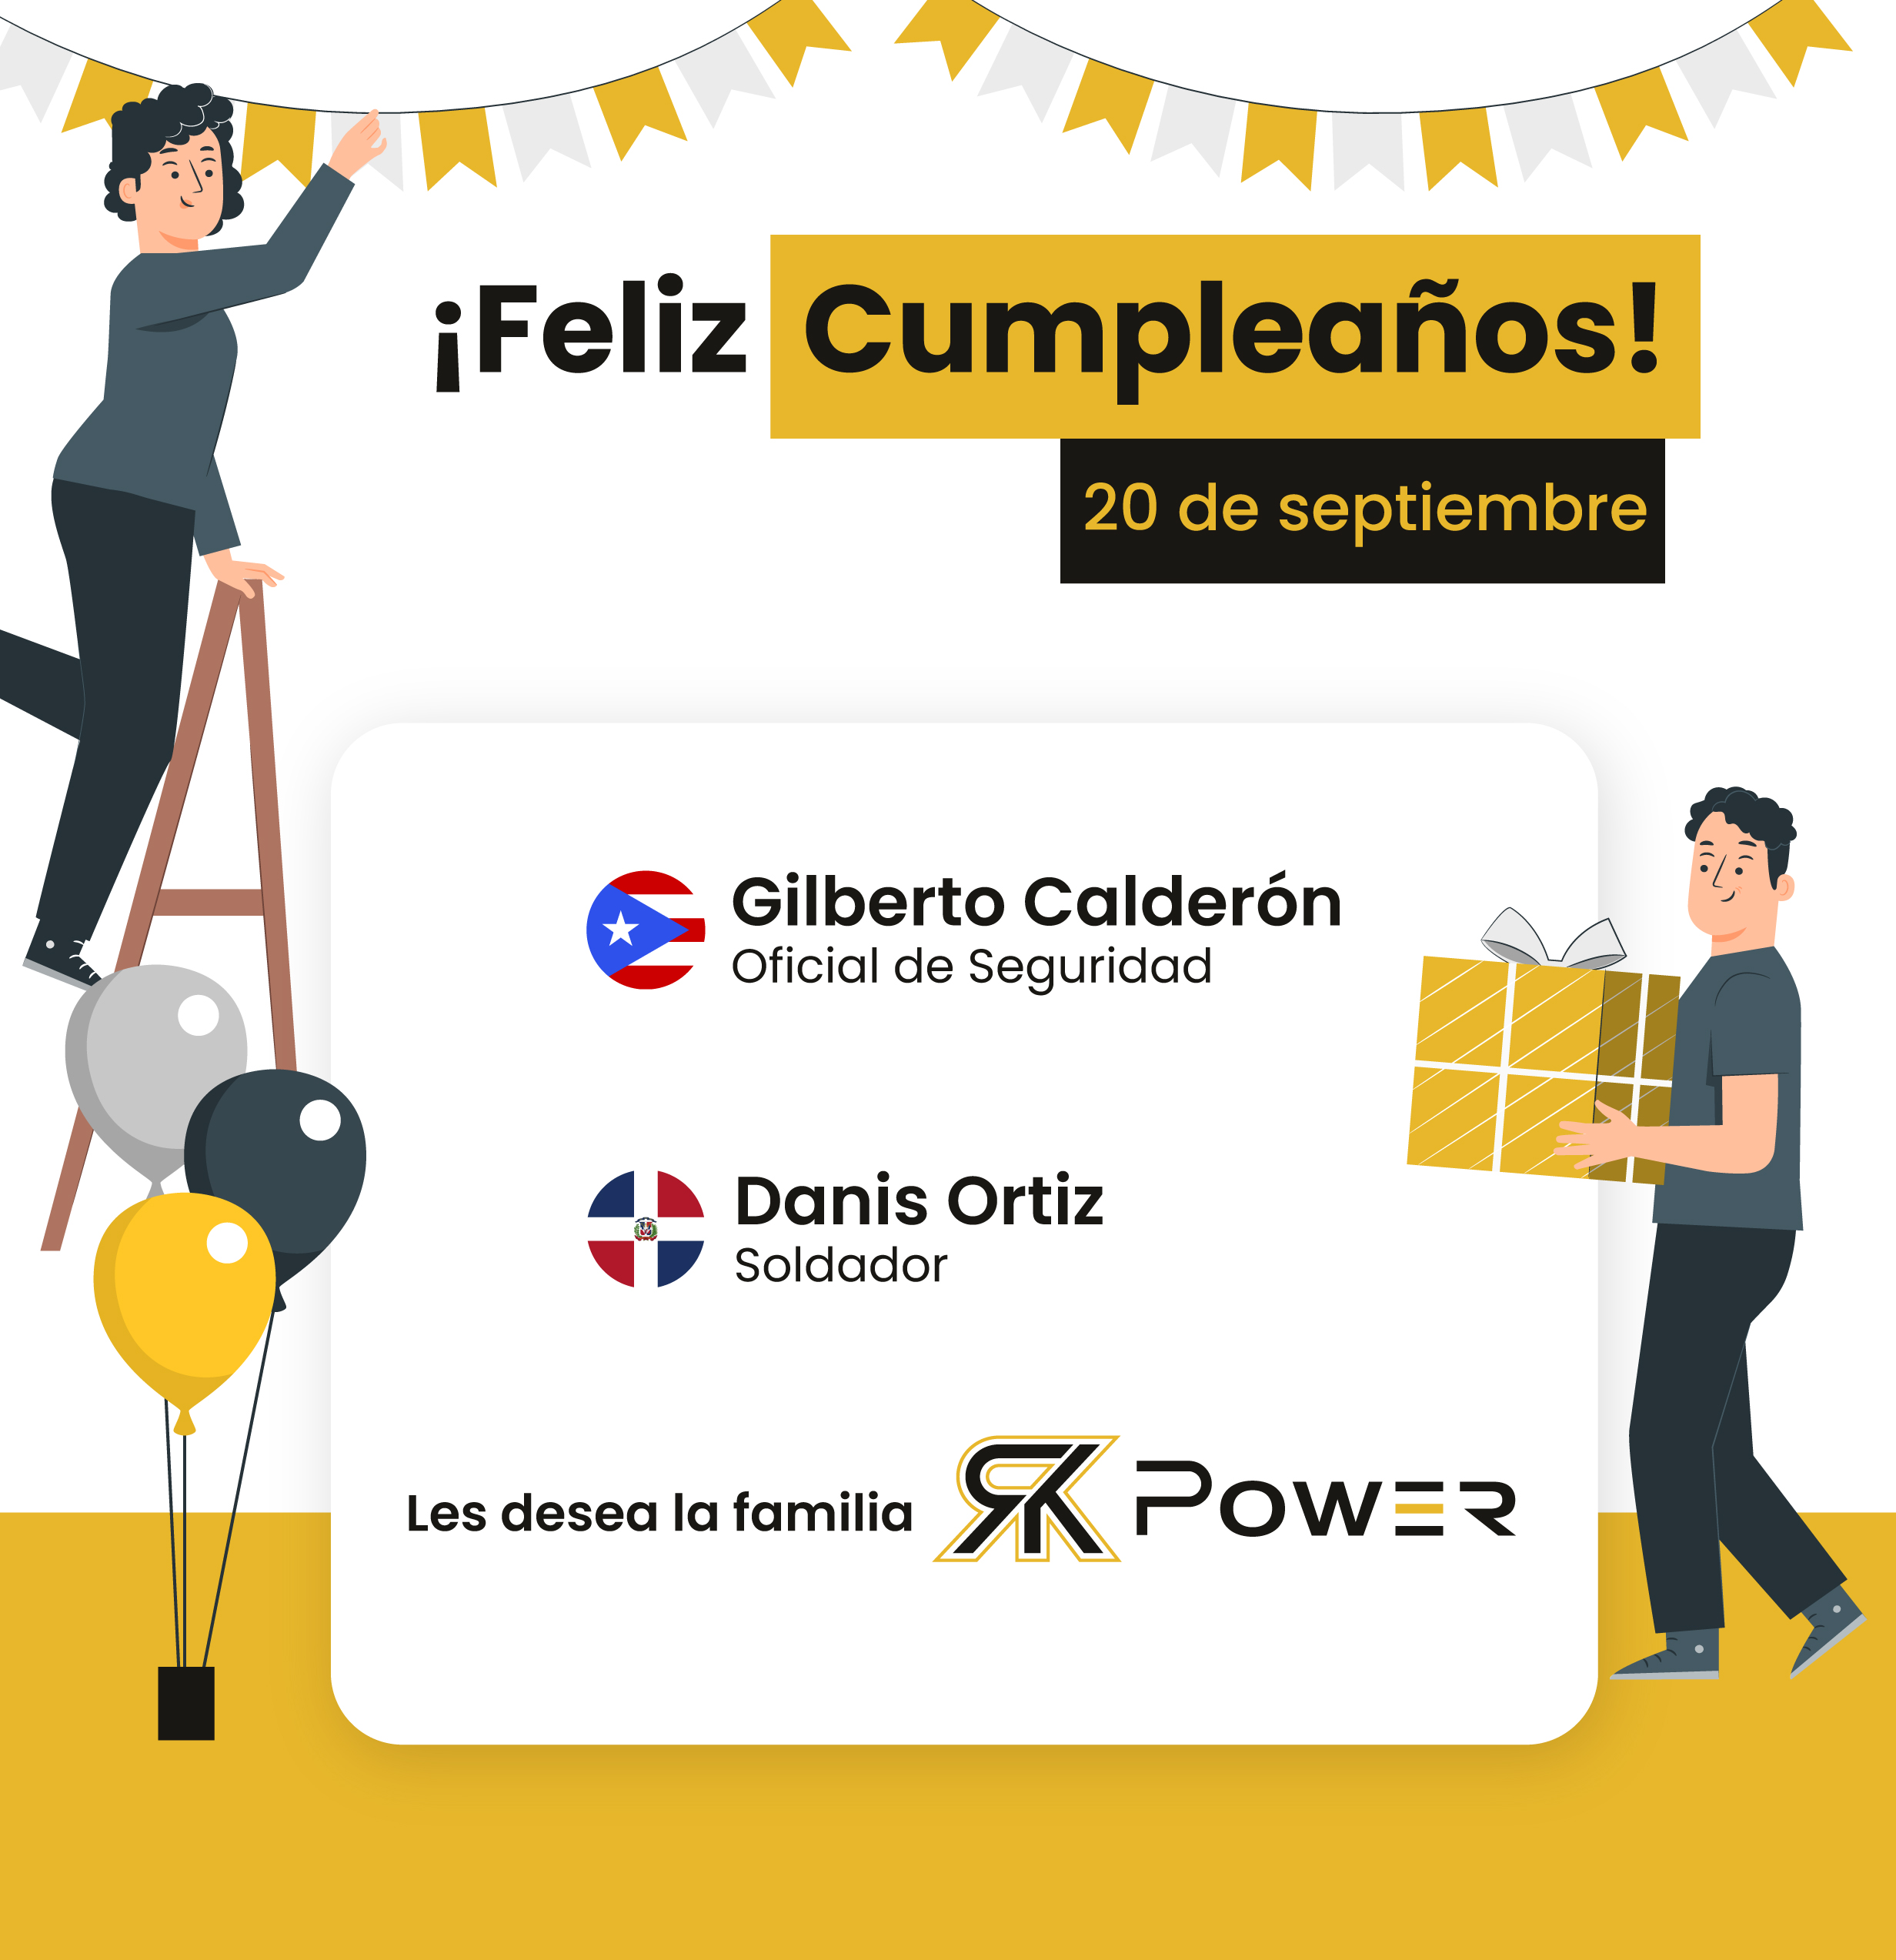 ¡Feliz Cumpleaños!
20 de septiembre
Gilberto Calderón
Oficial de Seguridad
Danis Ortiz
Soldador
Les desea la familia RK PowER